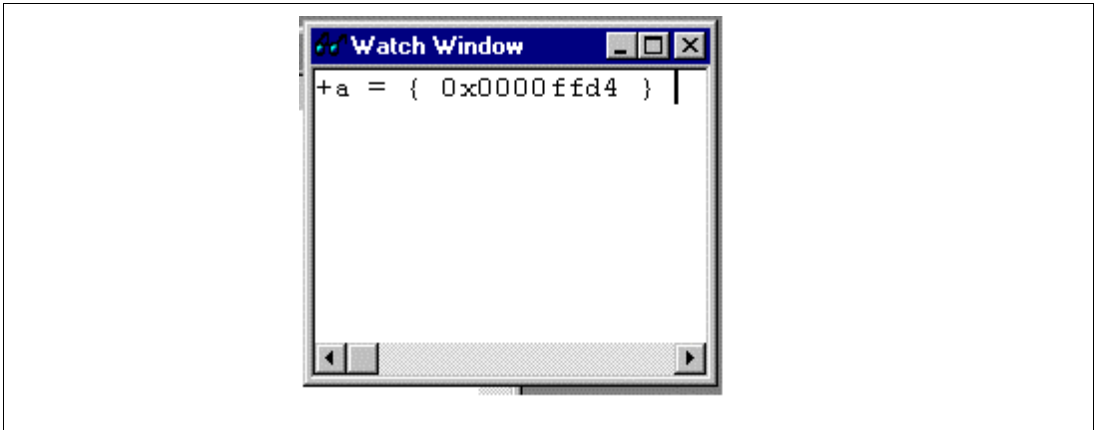 Watch Window
+a = { 0x0000ffd4 }